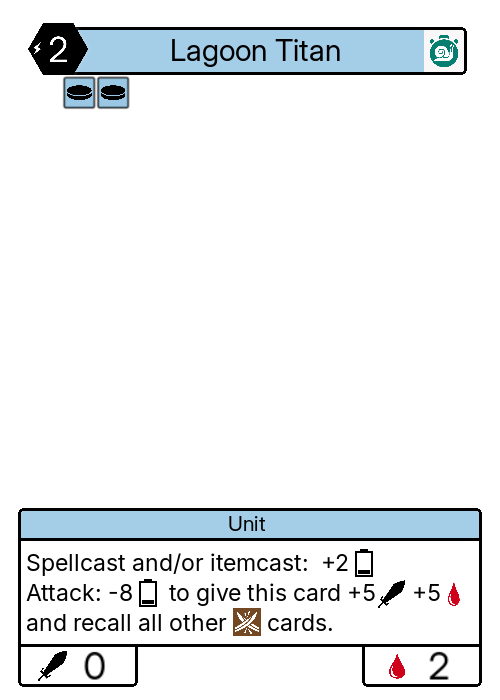 2
Lagoon Titan
Unit
Spellcast and/or itemcast: +2
Attack: -8 to give this card +5 +5
and recall all other cards.
0
2